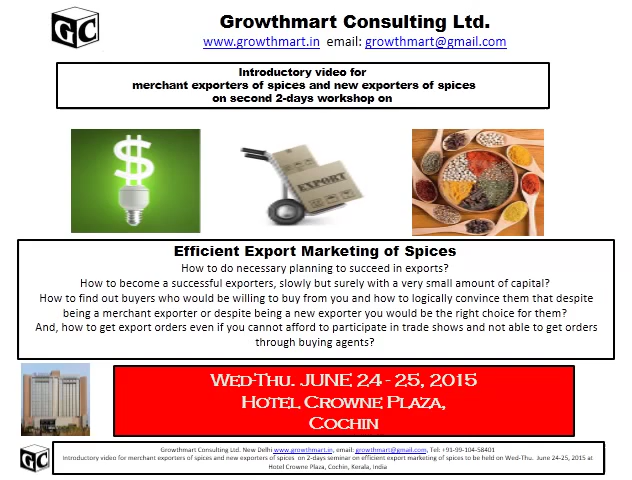 GC
Growthmart Consulting Ltd.
www.growthmart.in email: growthmart@gmail.com
Introductory video for
merchant exporters of spices and new exporters of spices
on second 2-days workshop on
EXPORT
Efficient Export Marketing of Spices
How to do necessary planning to succeed in exports?
How to become a successful exporters, slowly but surely with a very small amount of capital?
How to find out buyers who would be willing to buy from you and how to logically convince them that despite
being a merchant exporter or despite being a new exporter you would be the right choice for them?
And, how to get export orders even if you cannot afford to participate in trade shows and not able to get orders
through buying agents?
WED-THU. JUNE 24 - 25, 2015
HOTEL CROWNE PLAZA,
COCHIN
GC
Growthmart Consulting Ltd. New Delhi www.growthmart.in, email: growthmart@gmail.com, Tel: +91-99-104-58401
Introductory video for merchant exporters of spices and new exporters of spices on 2-days seminar on efficient export marketing of spices to be held on Wed-Thu. June 24-25, 2015 at
Hotel Crowne Plaza, Cochin, Kerala, India